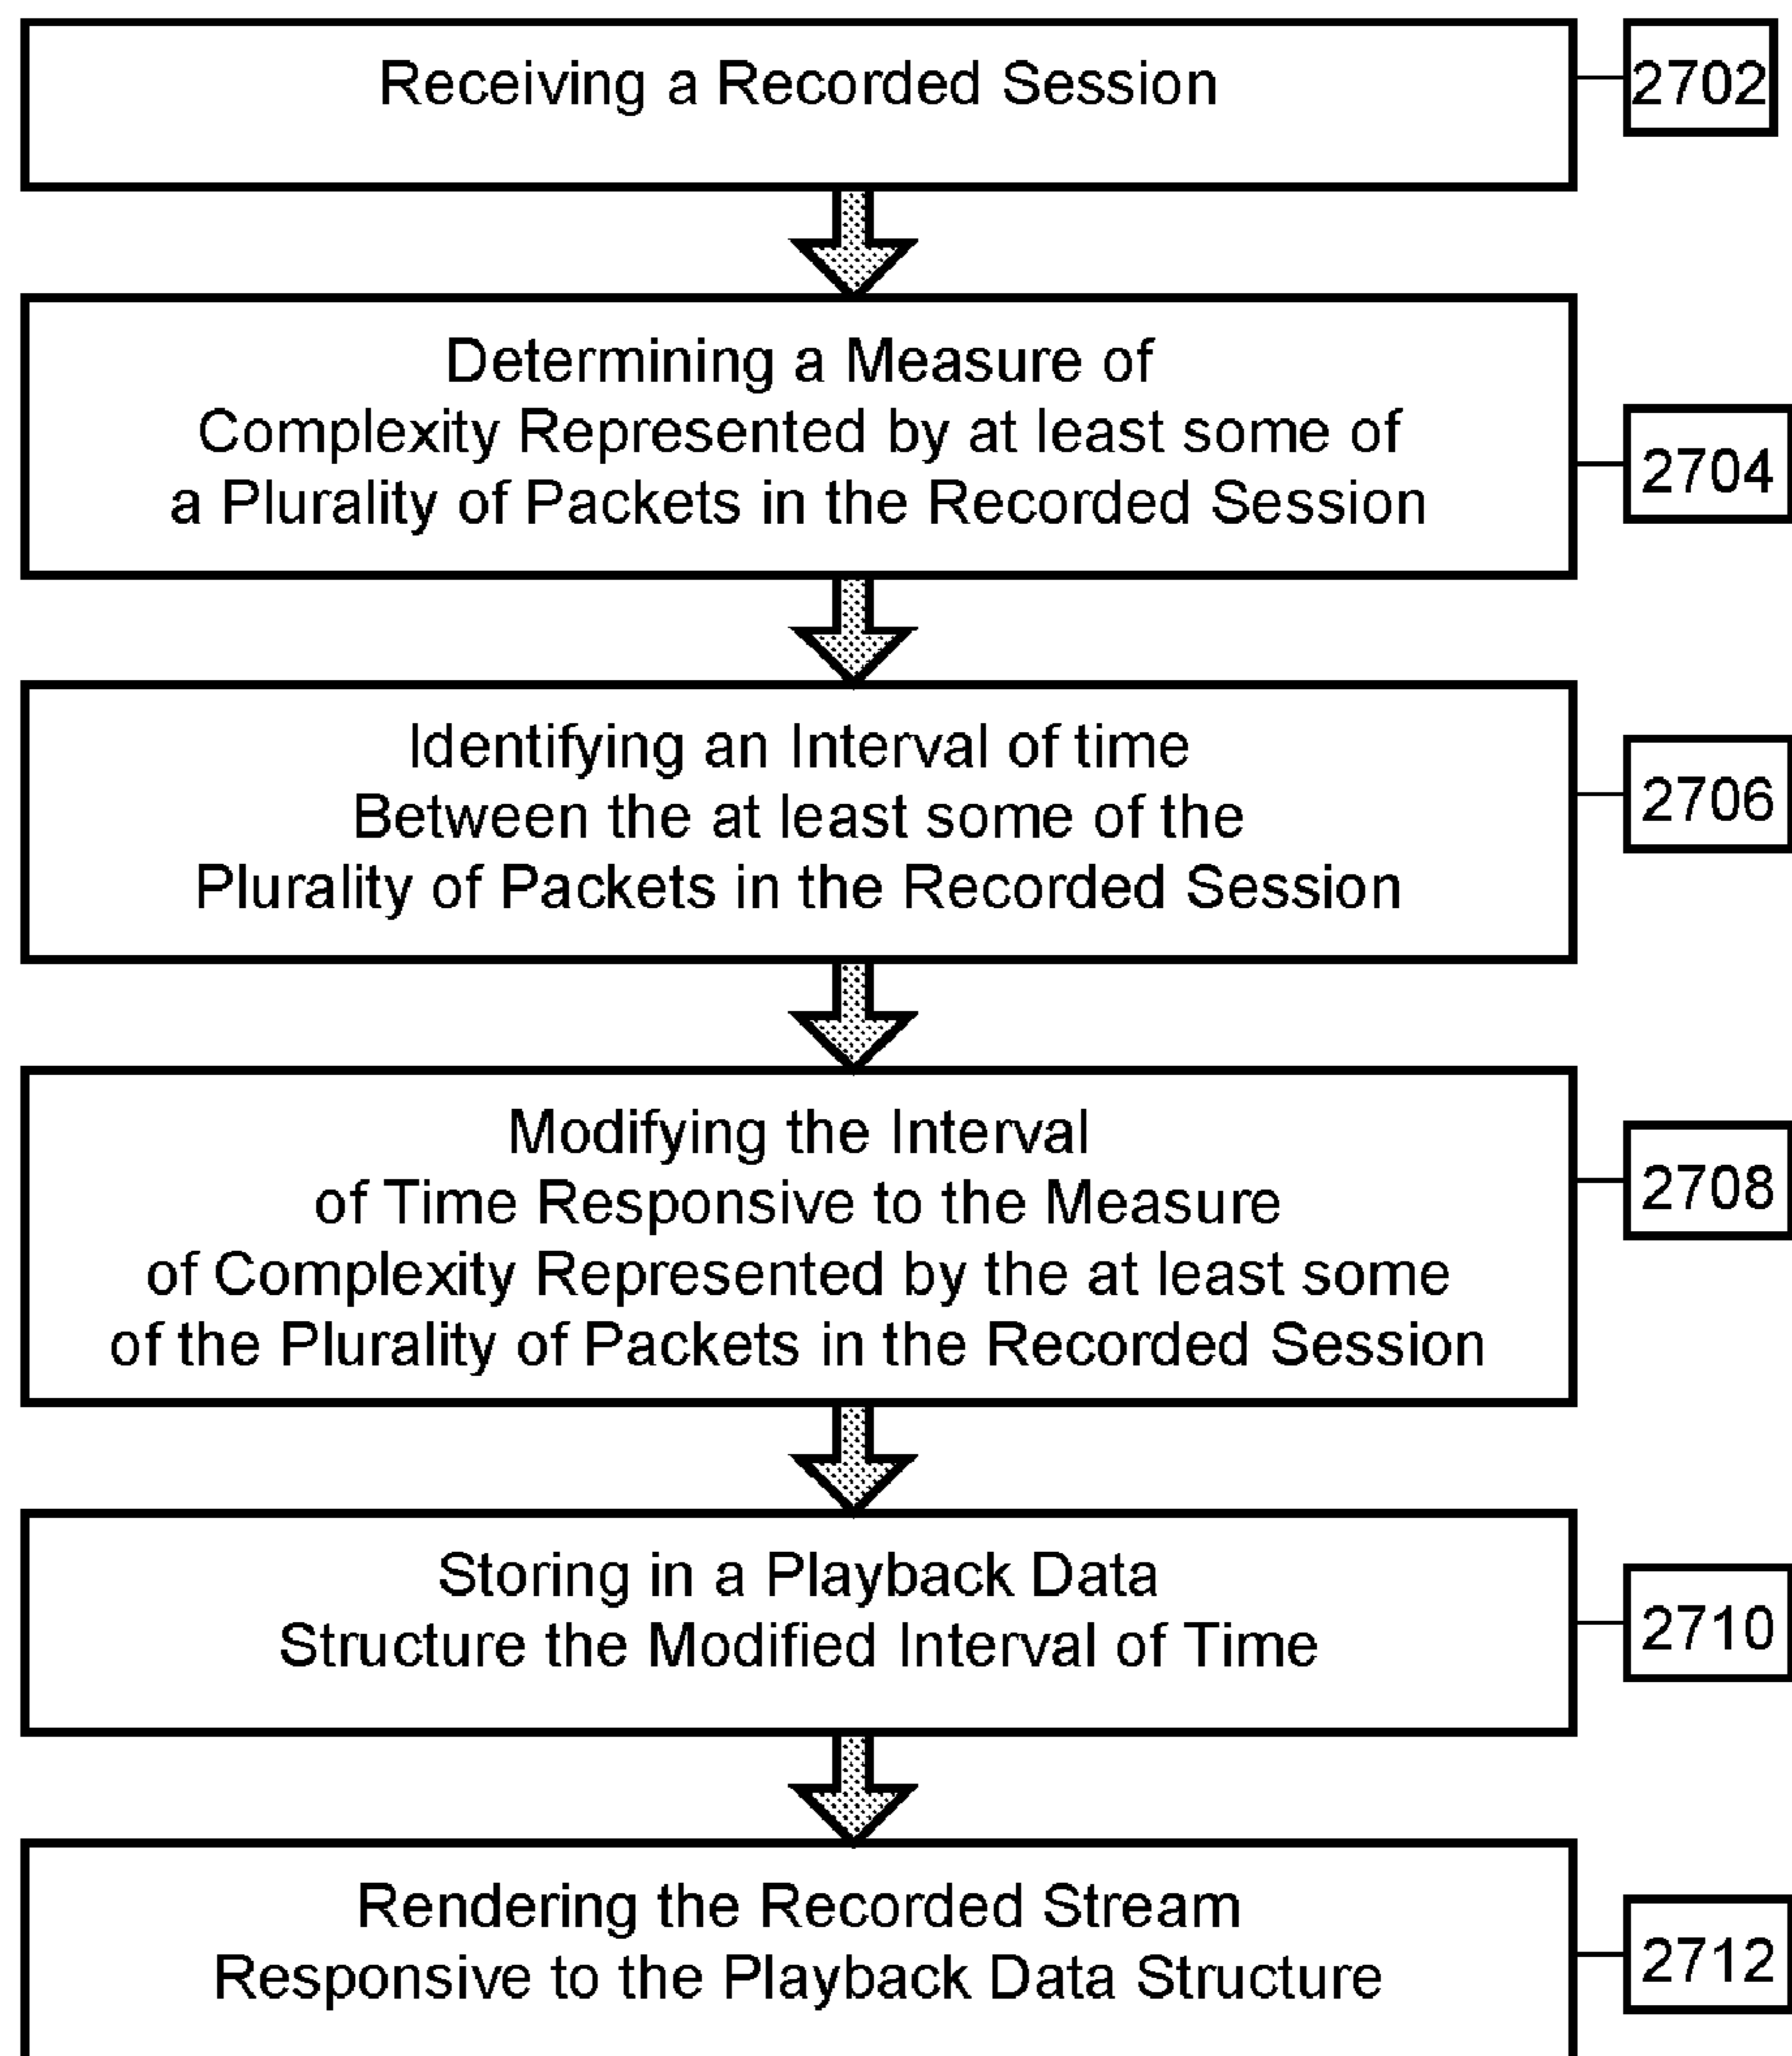 Receiving a Recorded Session
2702
Determining a Measure of
Complexity Represented by at least some of
a Plurality of Packets in the Recorded Session
2704
Identifying an Interval of time
Between the at least some of the
Plurality of Packets in the Recorded Session
2706
Modifying the Interval
of Time Responsive to the Measure
of Complexity Represented by the at least some
of the Plurality of Packets in the Recorded Session
2708
Storing in a Playback Data
Structure the Modified Interval of Time
2710
Rendering the Recorded Stream
Responsive to the Playback Data Structure
2712